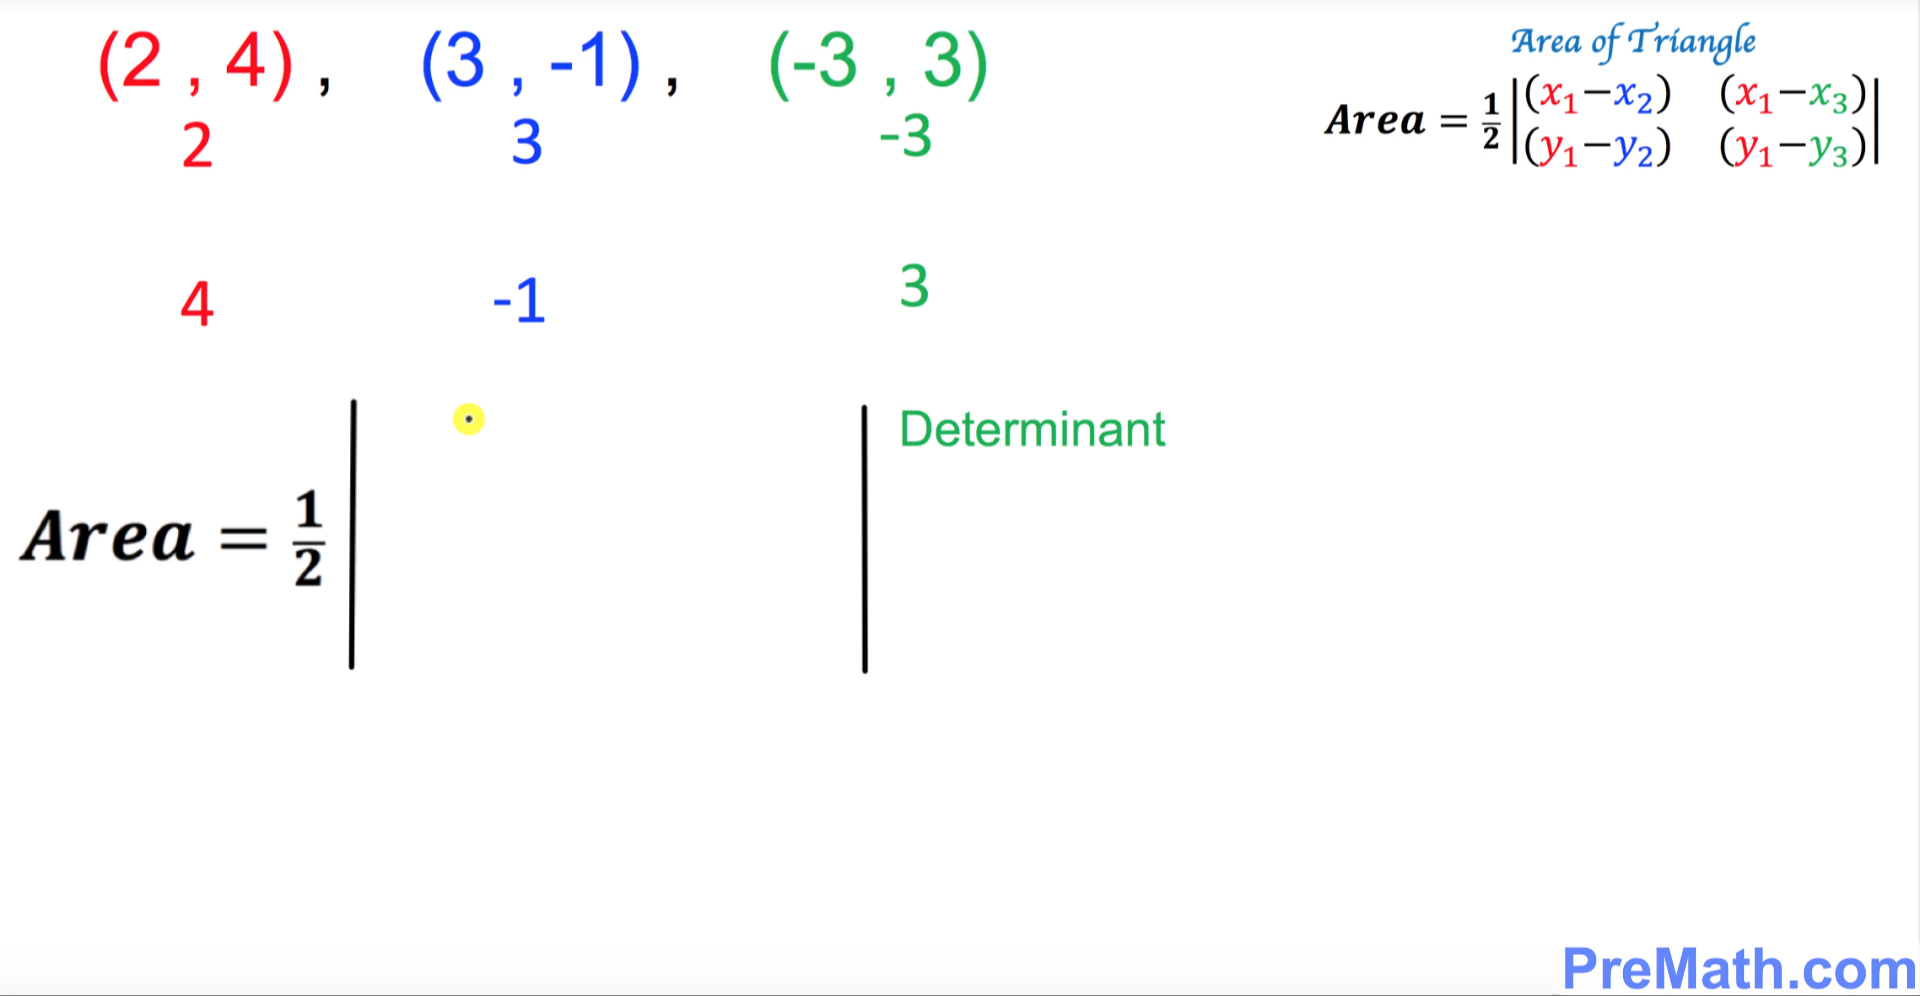 (2 , 4) , (3 , -1) , (-3 , 3)
2 3 -3
4 -1 3
Area of Triangle
Area = 1/2 |(x₁−x₂) (x₁−x₃)|
|(y₁−y₂) (y₁−y₃)|
Determinant
Area = 1/2
PreMath.com